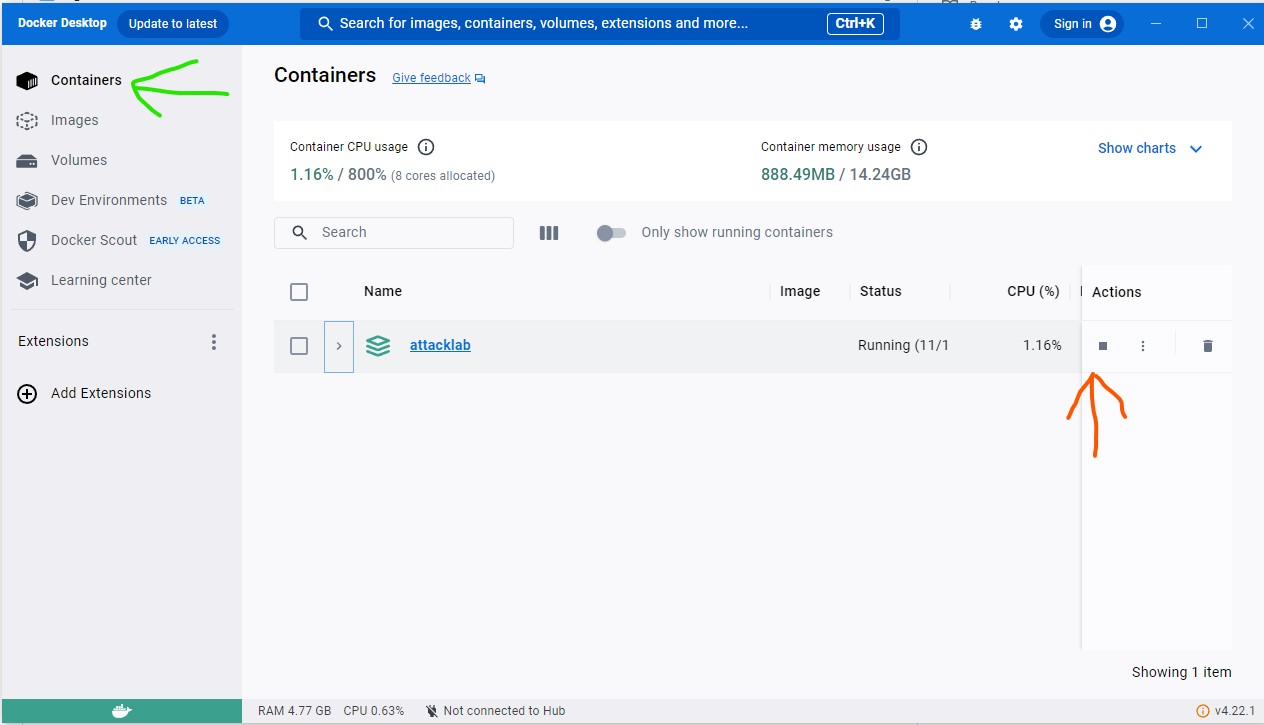 Docker Desktop Update to latest Search for images, containers, volumes, extensions and more... Ctrl+K Sign in
Containers
Images
Volumes
Dev Environments BETA
Docker Scout EARLY ACCESS
Learning center
Extensions
Add Extensions
Containers Give feedback
Container CPU usage
1.16% / 800% (8 cores allocated)
Container memory usage
888.49MB / 14.24GB
Show charts
Search
Only show running containers
Name Image Status CPU (%) Actions
attacklab Running (11/1 1.16%
Showing 1 item
RAM 4.77 GB CPU 0.63% Not connected to Hub v4.22.1